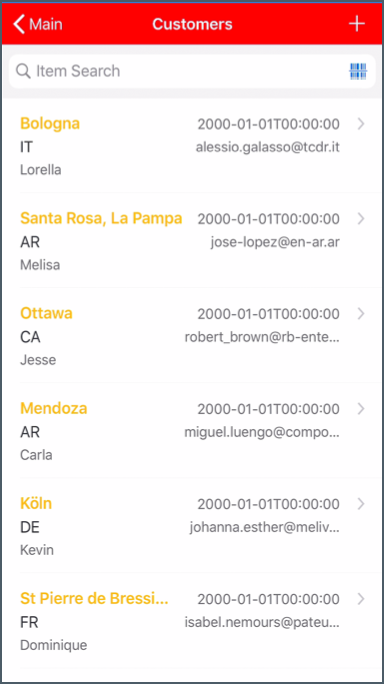 Main Customers
Item Search
Bologna 2000-01-01T00:00:00
IT alessio.galasso@tcdr.it
Lorella
Santa Rosa, La Pampa 2000-01-01T00:00:00
AR jose-lopez@en-ar.ar
Melisa
Ottawa 2000-01-01T00:00:00
CA robert_brown@rb-ente...
Jesse
Mendoza 2000-01-01T00:00:00
AR miguel.luengo@compo...
Carla
Köln 2000-01-01T00:00:00
DE johanna.esther@meliv...
Kevin
St Pierre de Bressi... 2000-01-01T00:00:00
FR isabel.nemours@pateu...
Dominique